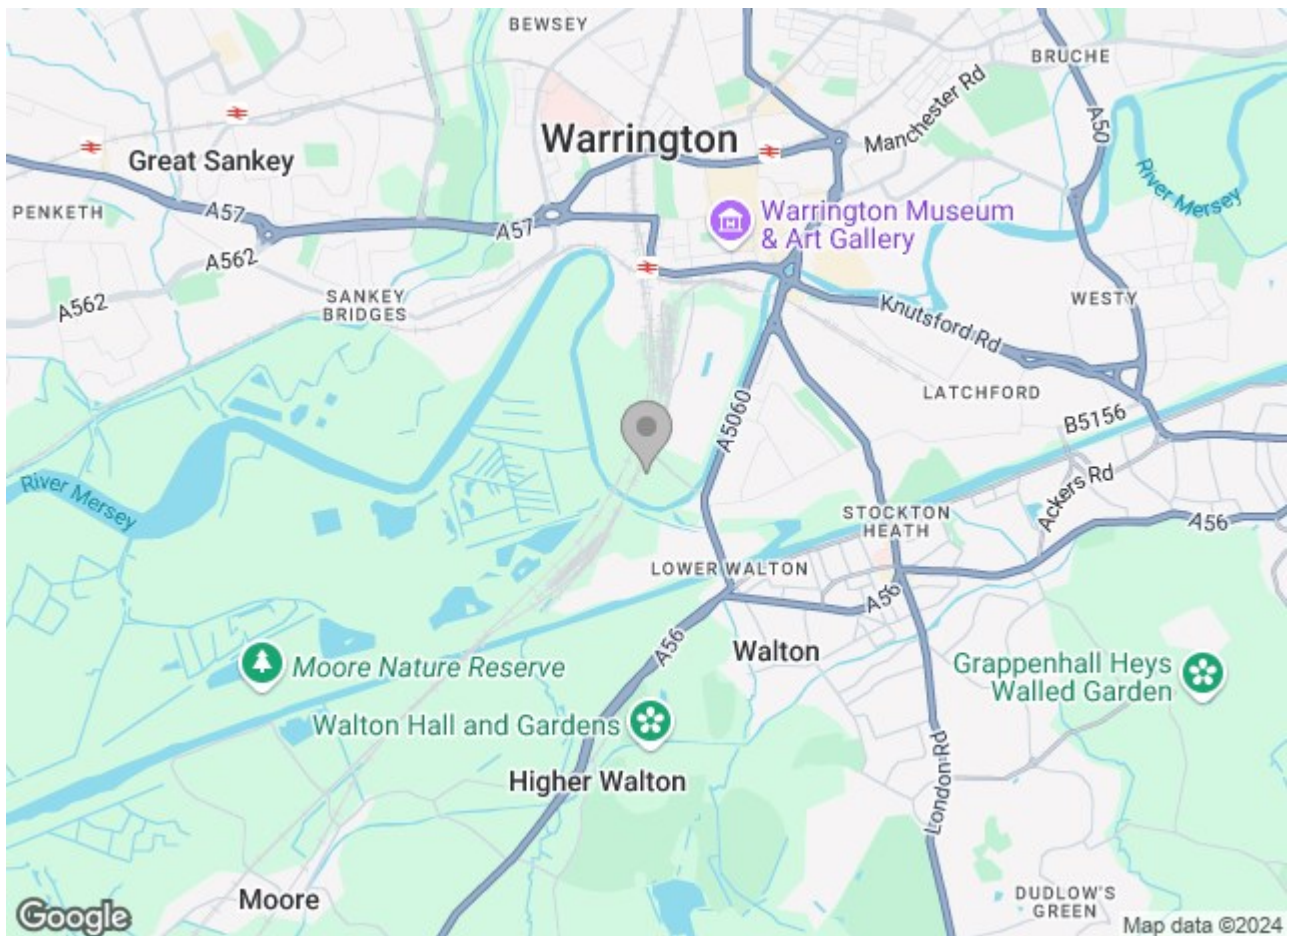 BEWSEY
BRUCHE
Manchester Rd
A50
Warrington
Great Sankey
River Mersey
PENKETH
A57
Warrington Museum
& Art Gallery
A57
A562
A562
SANKEY
BRIDGES
WESTY
Knutsford Rd
LATCHFORD
A5060
B5156
River Mersey
Ackers Rd
STOCKTON
HEATH
A56
LOWER WALTON
A56
A56
Walton
Moore Nature Reserve
Grappenhall Heys
Walled Garden
Walton Hall and Gardens
Higher Walton
London Rd
Moore
DUDLOW'S
GREEN
Google
Map data ©2024